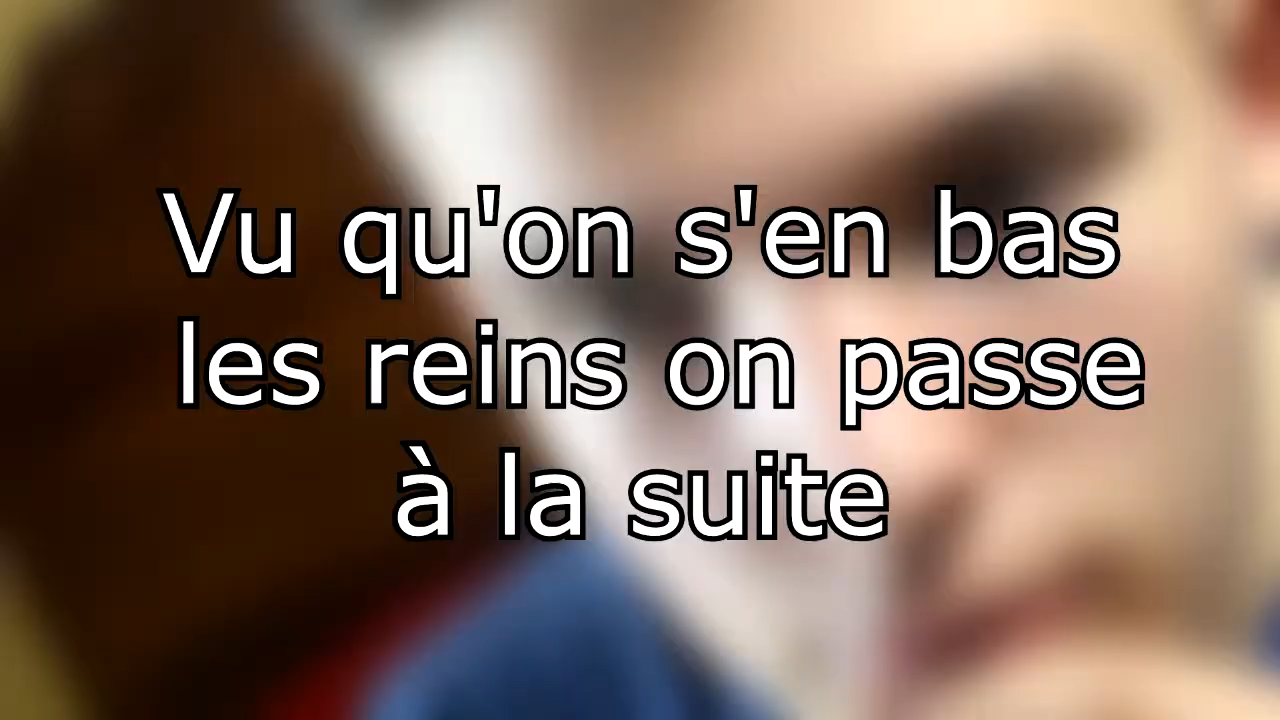 Vu qu'on s'en bas
les reins on passe
à la suite